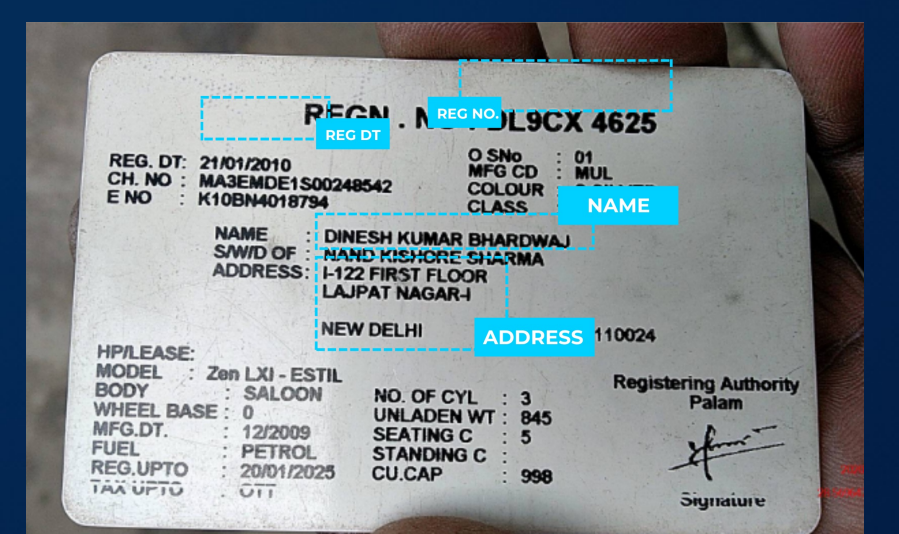 REG NO.
REG DT
REGN . NO : DL9CX 4625
REG. DT: 21/01/2010
O SNo : 01
CH. NO : MA3EMDE1S00248542
MFG CD : MUL
E NO : K10BN4018794
COLOUR
CLASS
NAME
NAME : DINESH KUMAR BHARDWAJ
S/W/D OF : NAND KISHORE SHARMA
ADDRESS: I-122 FIRST FLOOR
LAJPAT NAGAR-I
NEW DELHI
110024
ADDRESS
HP/LEASE:
MODEL : Zen LXI - ESTIL
BODY : SALOON
WHEEL BASE : 0
MFG.DT. : 12/2009
FUEL : PETROL
REG.UPTO : 20/01/2025
TAX UPTO : OTT
NO. OF CYL : 3
UNLADEN WT : 845
SEATING C : 5
STANDING C :
CU.CAP : 998
Registering Authority
Palam
Signature